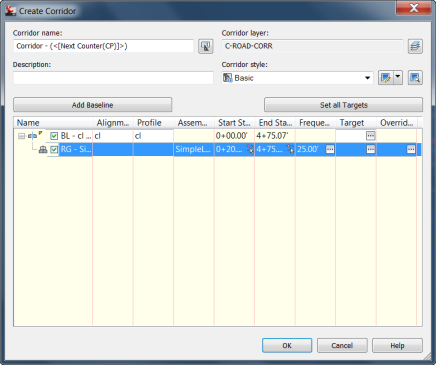 Create Corridor
Corridor name:
Corridor layer:
Corridor - (<[Next Counter(CP)]>)
C-ROAD-CORR
Description:
Corridor style:
Basic
Add Baseline
Set all Targets
Name Alignm... Profile Assem... Start St... End Sta... Freque... Target Overrid...
BL - cl ... cl cl 0+00.00' 4+75.07'
RG - Si... SimpleL... 0+20.... 4+75.... 25.00'
OK Cancel Help